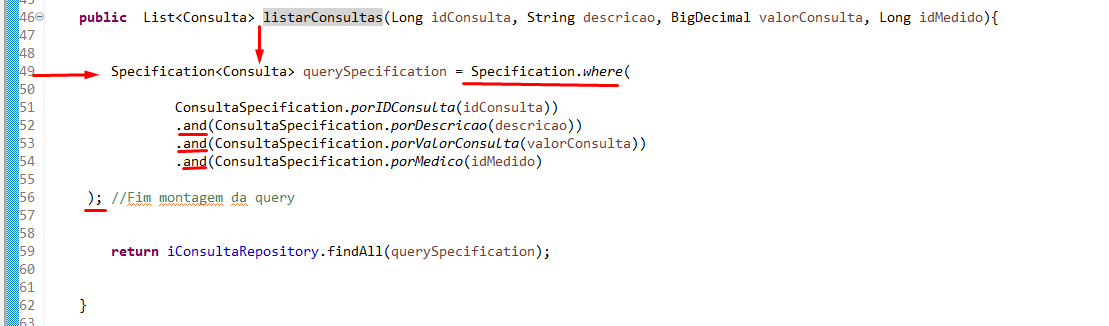 45
46 public List<Consulta> listarConsultas(Long idConsulta, String descricao, BigDecimal valorConsulta, Long idMedido){
47
48
49 Specification<Consulta> querySpecification = Specification.where(
50
51 ConsultaSpecification.porIDConsulta(idConsulta))
52 .and(ConsultaSpecification.porDescricao(descricao))
53 .and(ConsultaSpecification.porValorConsulta(valorConsulta))
54 .and(ConsultaSpecification.porMedico(idMedido)
55
56 ); //Fim montagem da query
57
58
59 return iConsultaRepository.findAll(querySpecification);
60
61
62 }
63